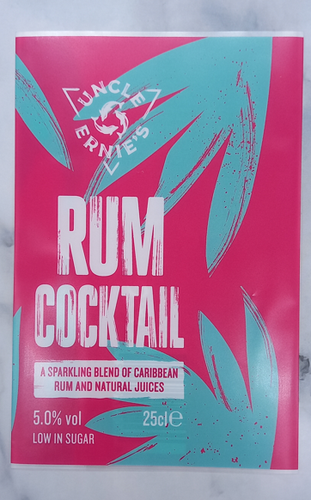 UNCLE
ERNIE'S
RUM
COCKTAIL
A SPARKLING BLEND OF CARIBBEAN
RUM AND NATURAL JUICES
5.0% vol 25cl℮
LOW IN SUGAR